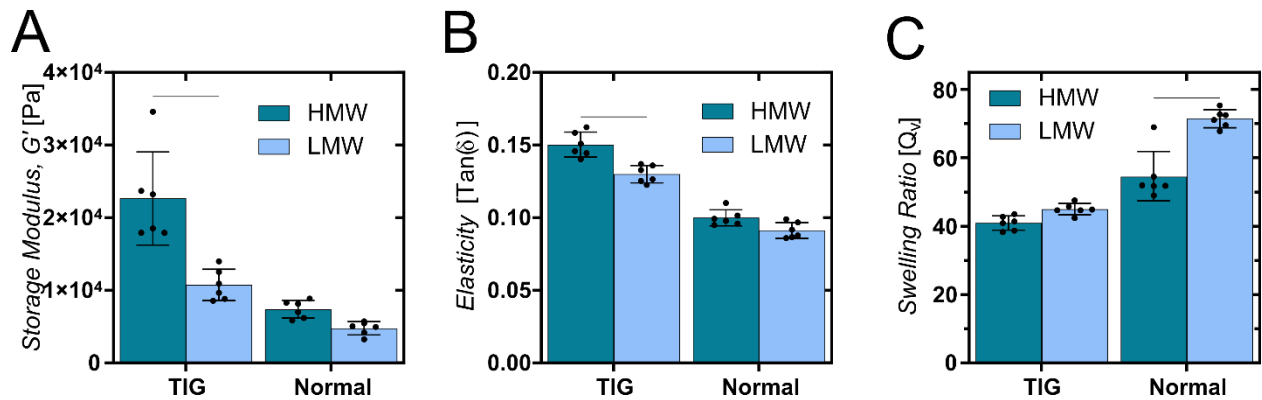 A
Storage Modulus, G' [Pa]
4×10⁴
3×10⁴
2×10⁴
1×10⁴
0
HMW
LMW
TIG
Normal
B
Elasticity [Tan(δ)]
0.20
0.15
0.10
0.05
0.00
HMW
LMW
TIG
Normal
C
Swelling Ratio [Qᵥ]
80
60
40
20
0
HMW
LMW
TIG
Normal